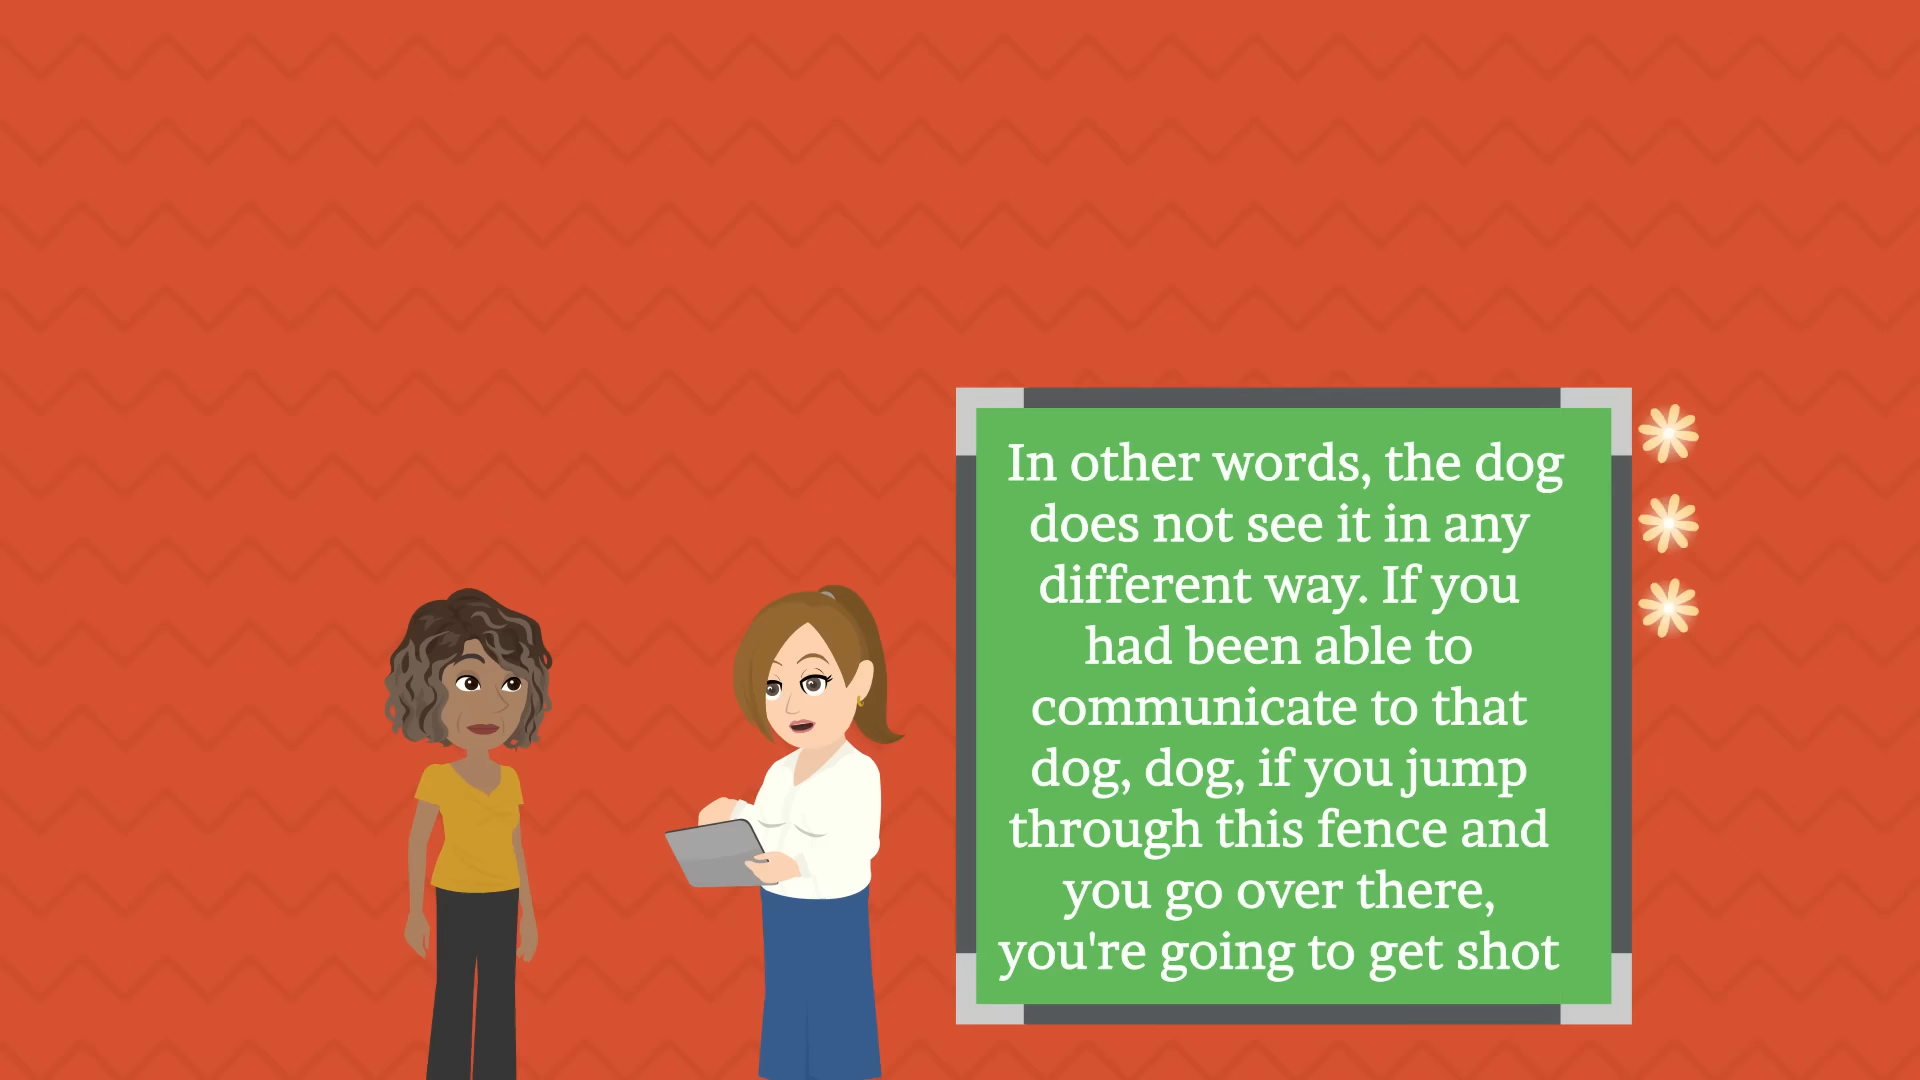 In other words, the dog
does not see it in any
different way. If you
had been able to
communicate to that
dog, dog, if you jump
through this fence and
you go over there,
you're going to get shot